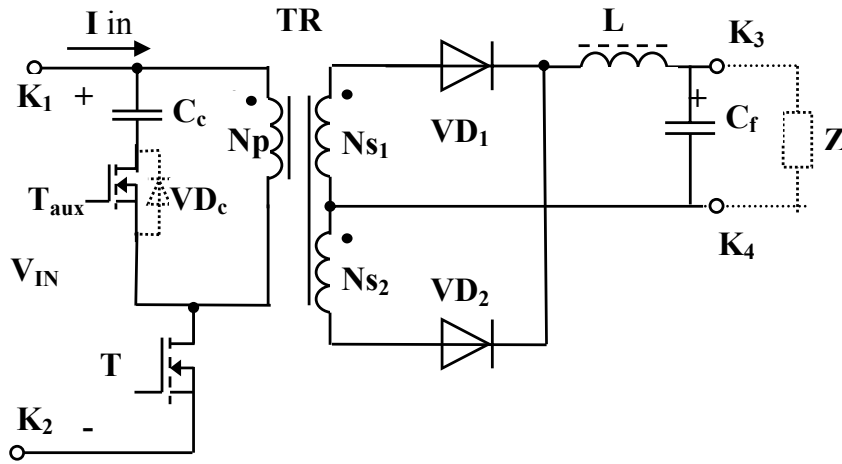 I in
TR
L
K3
K1
+
Cc
Np
Ns1
VD1
+
Cf
Z
Taux
VDc
K4
VIN
Ns2
VD2
T
K2
-